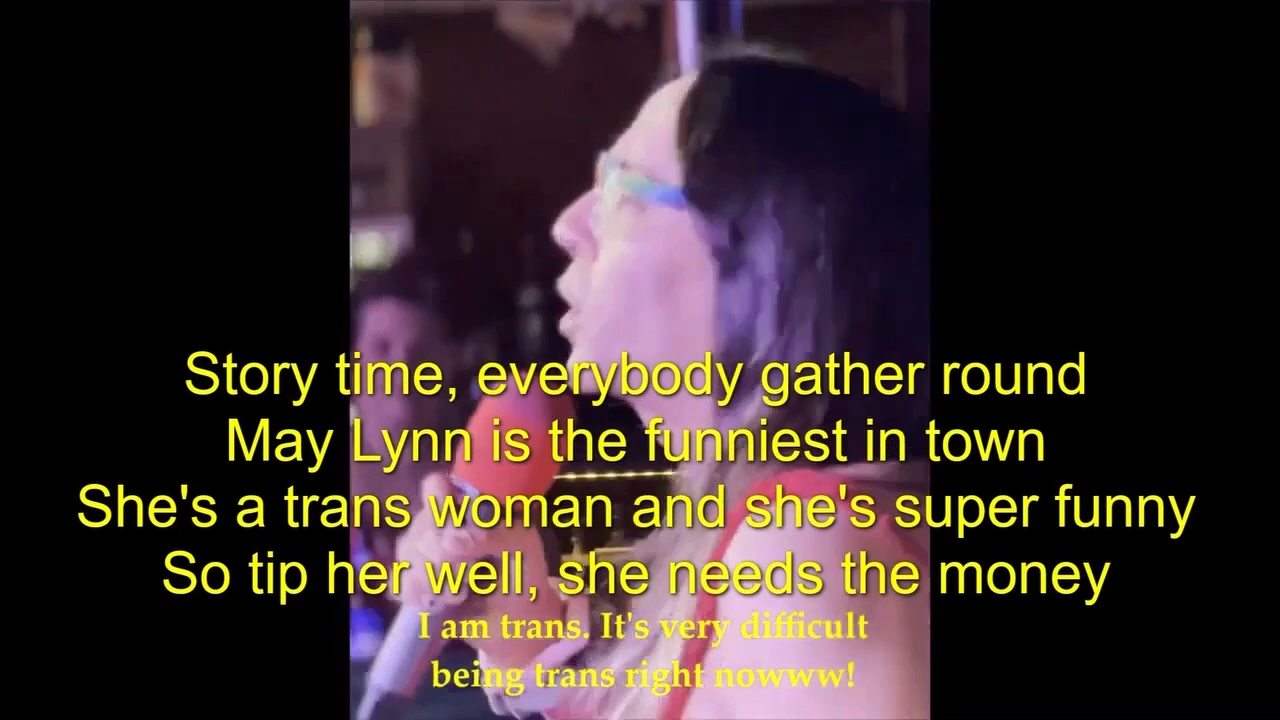 Story time, everybody gather round
May Lynn is the funniest in town
She's a trans woman and she's super funny
So tip her well, she needs the money
I am trans. It's very difficult
being trans right nowww!